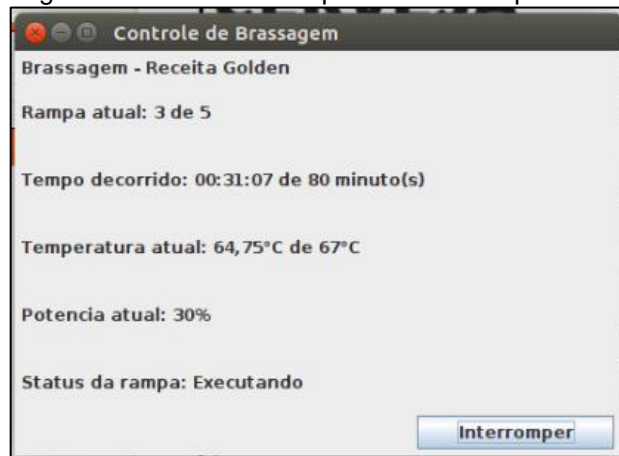 Controle de Brassagem
Brassagem - Receita Golden
Rampa atual: 3 de 5
Tempo decorrido: 00:31:07 de 80 minuto(s)
Temperatura atual: 64,75°C de 67°C
Potencia atual: 30%
Status da rampa: Executando
Interromper